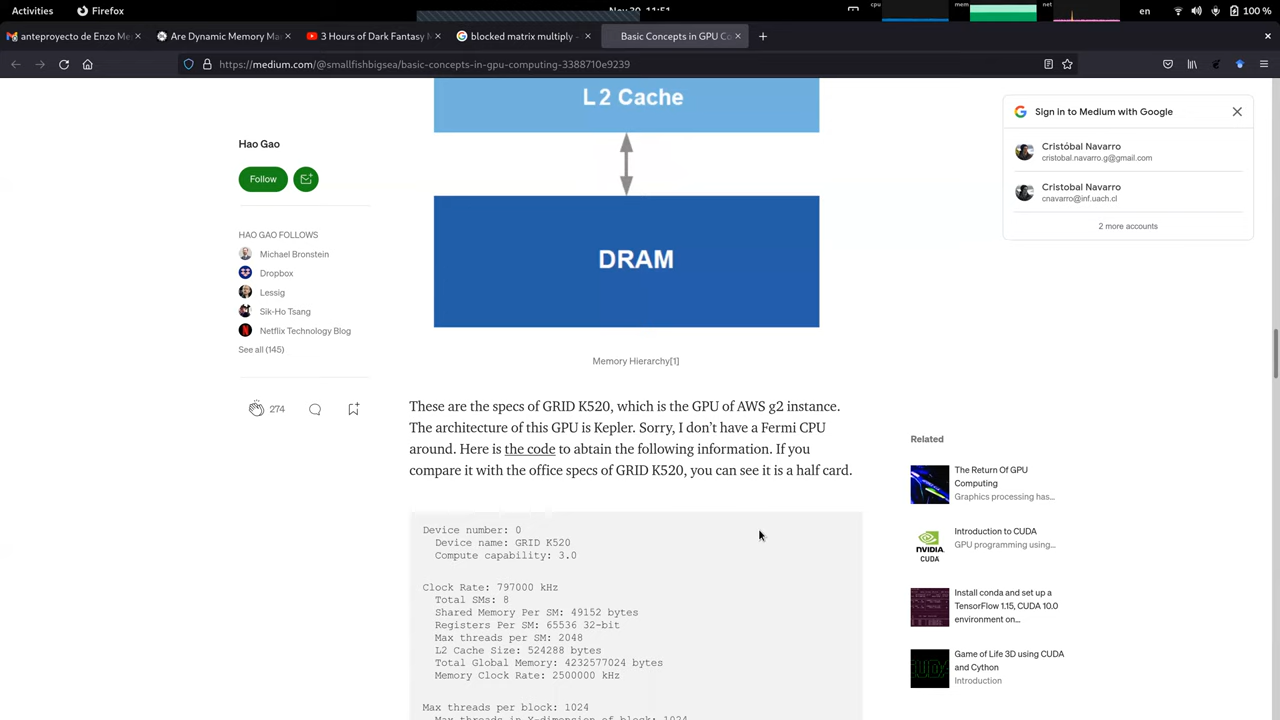 Activities
Firefox
cpu
mem
net
en
100 %
anteproyecto de enzo Me
3 Hour
blocked matrix multiply -
Basic Concepts in GPU Co
https://medium.com/@smallfishbigsea/basic-concepts-in-gpu-computing-3388710e9239
L2 Cache
DRAM
Memory Hierarchy[1]
Hao Gao
Follow
HAO GAO FOLLOWS
Michael Bronstein
Dropbox
Lessig
Sik-Ho Tsang
Netflix Technology Blog
See all (145)
274
These are the specs of GRID K520, which is the GPU of AWS g2 instance.
The architecture of this GPU is Kepler. Sorry, I don't have a Fermi CPU
around. Here is the code to abtain the following information. If you
compare it with the office specs of GRID K520, you can see it is a half card.
Device number: 0
Device name: GRID K520
Compute capability: 3.0
Clock Rate: 797000 kHz
Total SMs: 8
Shared Memory Per SM: 49152 bytes
Registers Per SM: 65536 32-bit
Max threads per SM: 2048
L2 Cache Size: 524288 bytes
Total Global Memory: 4232577024 bytes
Memory Clock Rate: 2500000 kHz
Max threads per block: 1024
Sign in to Medium with Google
Cristóbal Navarro
cristobal.navarro.g@gmail.com
Cristobal Navarro
cnavarro@inf.uach.cl
2 more accounts
Related
The Return Of GPU
Computing
Graphics processing has...
Introduction to CUDA
GPU programming using...
NVIDIA.
CUDA
Install conda and set up a
TensorFlow 1.15, CUDA 10.0
environment on...
Game of Life 3D using CUDA
and Cython
Introduction